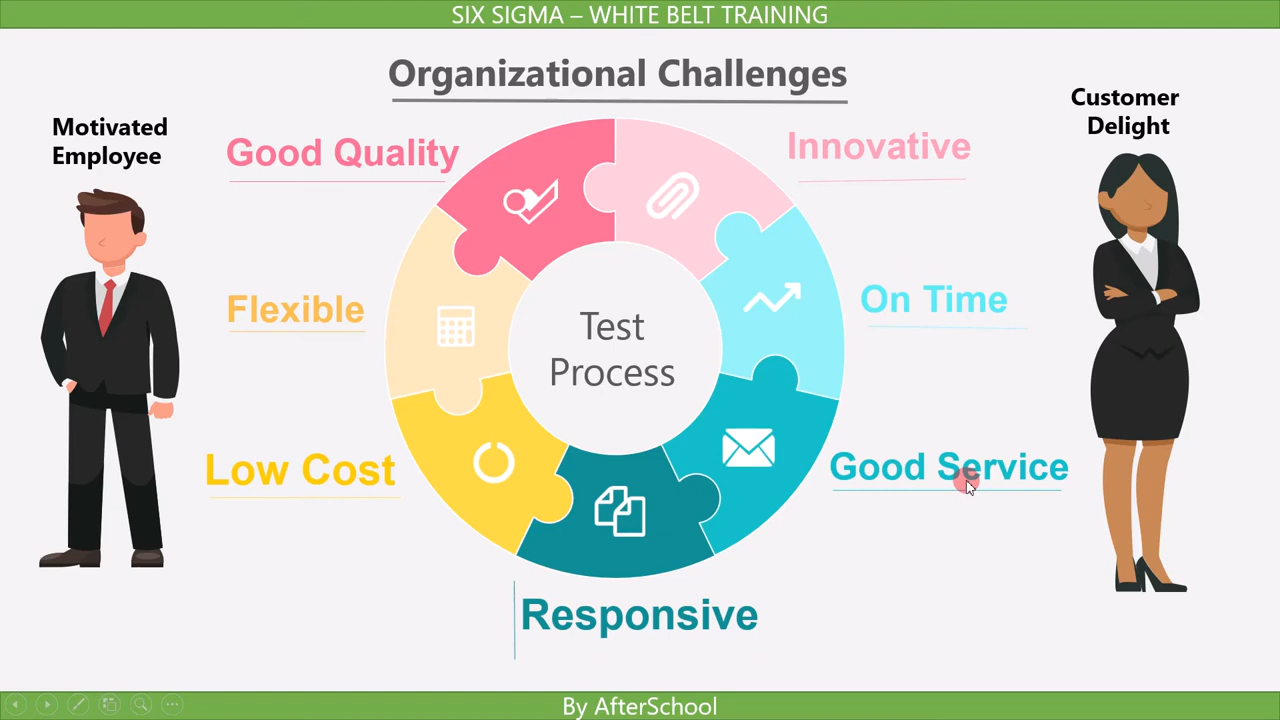 SIX SIGMA – WHITE BELT TRAINING
Organizational Challenges
Motivated
Employee
Customer
Delight
Good Quality
Innovative
Flexible
On Time
Test
Process
Low Cost
Good Service
Responsive
By AfterSchool